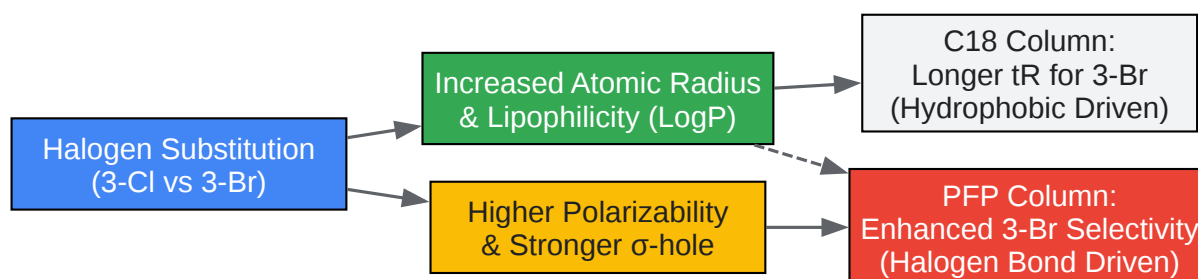 Halogen Substitution
(3-Cl vs 3-Br)
Increased Atomic Radius
& Lipophilicity (LogP)
Higher Polarizability
& Stronger σ-hole
C18 Column:
Longer tR for 3-Br
(Hydrophobic Driven)
PFP Column:
Enhanced 3-Br Selectivity
(Halogen Bond Driven)